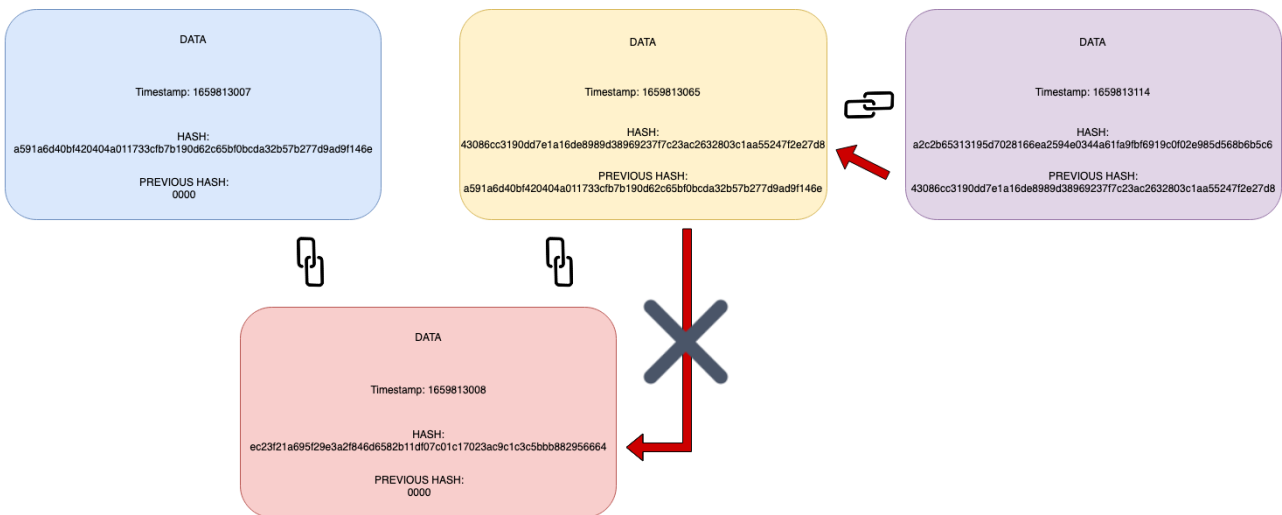 DATA
Timestamp: 1659813007
HASH:
a591a6d40bf420404a011733cfb7b190d62c65bf0bcda32b57b277d9ad9f146e
PREVIOUS HASH:
0000
DATA
Timestamp: 1659813065
HASH:
43086cc3190dd7e1a16de8989d38969237f7c23ac2632803c1aa55247f2e27d8
PREVIOUS HASH:
a591a6d40bf420404a011733cfb7b190d62c65bf0bcda32b57b277d9ad9f146e
DATA
Timestamp: 1659813114
HASH:
a2c2b65313195d7028166ea2594e0344a61fa9fbf6919c0f02e985d568b6b5c6
PREVIOUS HASH:
43086cc3190dd7e1a16de8989d38969237f7c23ac2632803c1aa55247f2e27d8
DATA
Timestamp: 1659813008
HASH:
ec23f21a695f29e3a2f846d6582b11df07c01c17023ac9c1c3c5bbb882956664
PREVIOUS HASH:
0000